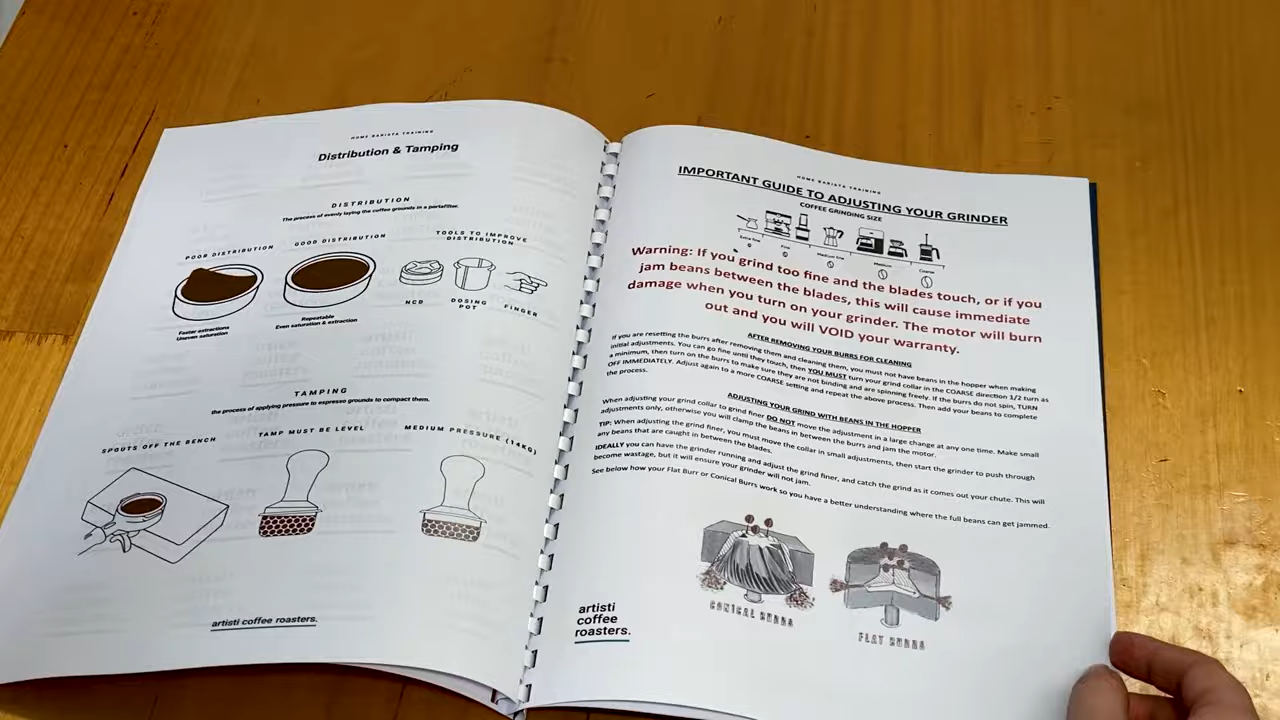 HOME BARISTA TRAINING
Distribution & Tamping
DISTRIBUTION
The process of evenly laying the coffee grounds in a portafilter.
POOR DISTRIBUTION
GOOD DISTRIBUTION
TOOLS TO IMPROVE
DISTRIBUTION
NCD
DOSING
POT
FINGER
Faster extractions
Uneven saturation
Repeatable
Even saturation & extraction
TAMPING
the process of applying pressure to espresso grounds to compact them.
SPOUTS OFF THE BENCH
TAMP MUST BE LEVEL
MEDIUM PRESSURE (14KG)
artisti coffee roasters.
HOME BARISTA TRAINING
IMPORTANT GUIDE TO ADJUSTING YOUR GRINDER
COFFEE GRINDING SIZE
Extra fine
Fine
Medium fine
Medium
Coarse
Warning: If you grind too fine and the blades touch, or if you
jam beans between the blades, this will cause immediate
damage when you turn on your grinder. The motor will burn
out and you will VOID your warranty.
AFTER REMOVING YOUR BURRS FOR CLEANING
If you are resetting the burrs after removing them and cleaning them, you must not have beans in the hopper when making
initial adjustments. You can go fine until they touch, then YOU MUST turn your grind collar in the COARSE direction 1/2 turn as
a minimum, then turn on the burrs to make sure they are not binding and are spinning freely. If the burrs do not spin, TURN
OFF IMMEDIATELY. Adjust again to a more COARSE setting and repeat the above process. Then add your beans to complete
the process.
ADJUSTING YOUR GRIND WITH BEANS IN THE HOPPER
When adjusting your grind collar to grind finer DO NOT move the adjustment in a large change at any one time. Make small
adjustments only, otherwise you will clamp the beans in between the burrs and jam the motor.
TIP: When adjusting the grind finer, you must move the collar in small adjustments, then start the grinder to push through
any beans that are caught in between the blades.
IDEALLY you can have the grinder running and adjust the grind finer, and catch the grind as it comes out your chute. This will
become wastage, but it will ensure your grinder will not jam.
See below how your Flat Burr or Conical Burrs work so you have a better understanding where the full beans can get jammed.
CONICAL BURRS
FLAT BURRS
artisti
coffee
roasters.